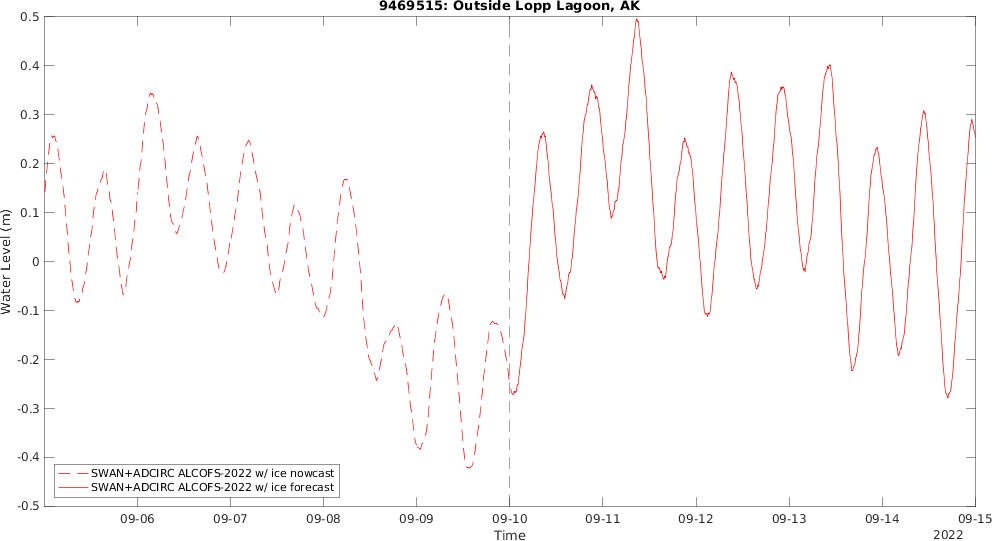 9469515: Outside Lopp Lagoon, AK
0.5
0.4
0.3
0.2
0.1
0
-0.1
-0.2
-0.3
-0.4
-0.5
Water Level (m)
SWAN+ADCIRC ALCOFS-2022 w/ ice nowcast
SWAN+ADCIRC ALCOFS-2022 w/ ice forecast
09-06 09-07 09-08 09-09 09-10 09-11 09-12 09-13 09-14 09-15
Time
2022